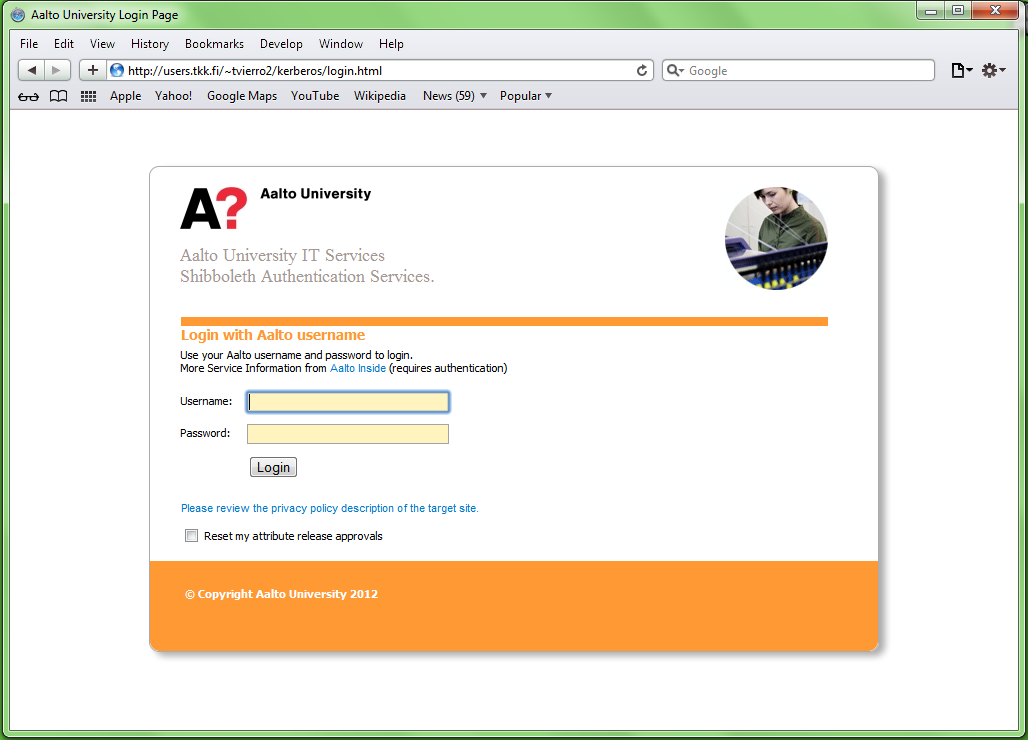 Aalto University Login Page
File Edit View History Bookmarks Develop Window Help
http://users.tkk.fi/~tvierro2/kerberos/login.html Google
Apple Yahoo! Google Maps YouTube Wikipedia News (59) Popular
A? Aalto University
Aalto University IT Services
Shibboleth Authentication Services.
Login with Aalto username
Use your Aalto username and password to login.
More Service Information from Aalto Inside (requires authentication)
Username:
Password:
Login
Please review the privacy policy description of the target site.
Reset my attribute release approvals
© Copyright Aalto University 2012